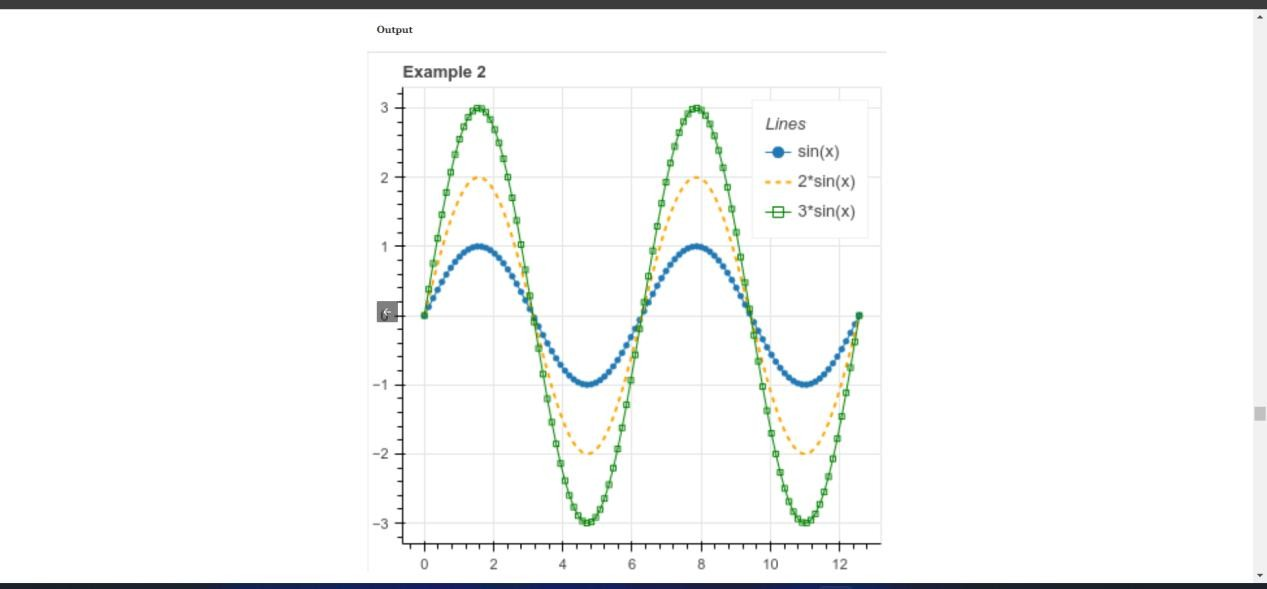 Output
Example 2
3
2
1
0
−1
−2
−3
Lines
sin(x)
2*sin(x)
3*sin(x)
0 2 4 6 8 10 12